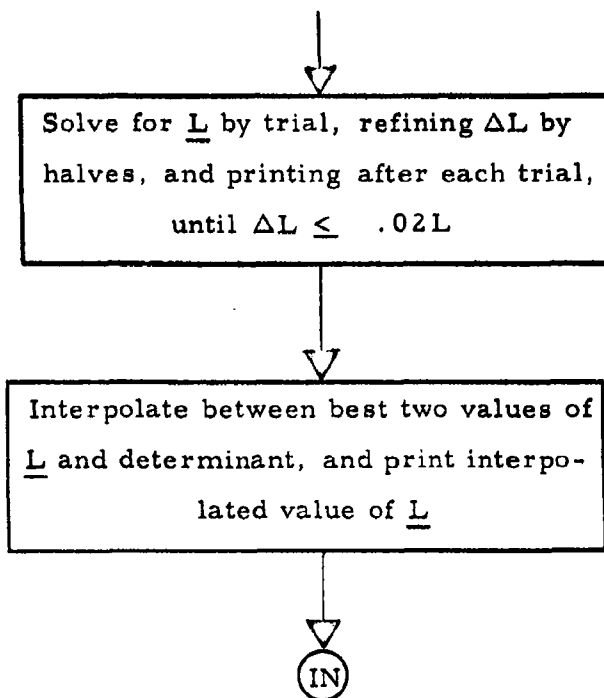 Solve for L by trial, refining ΔL by
halves, and printing after each trial,
until ΔL ≤ .02L
Interpolate between best two values of
L and determinant, and print interpo-
lated value of L
IN